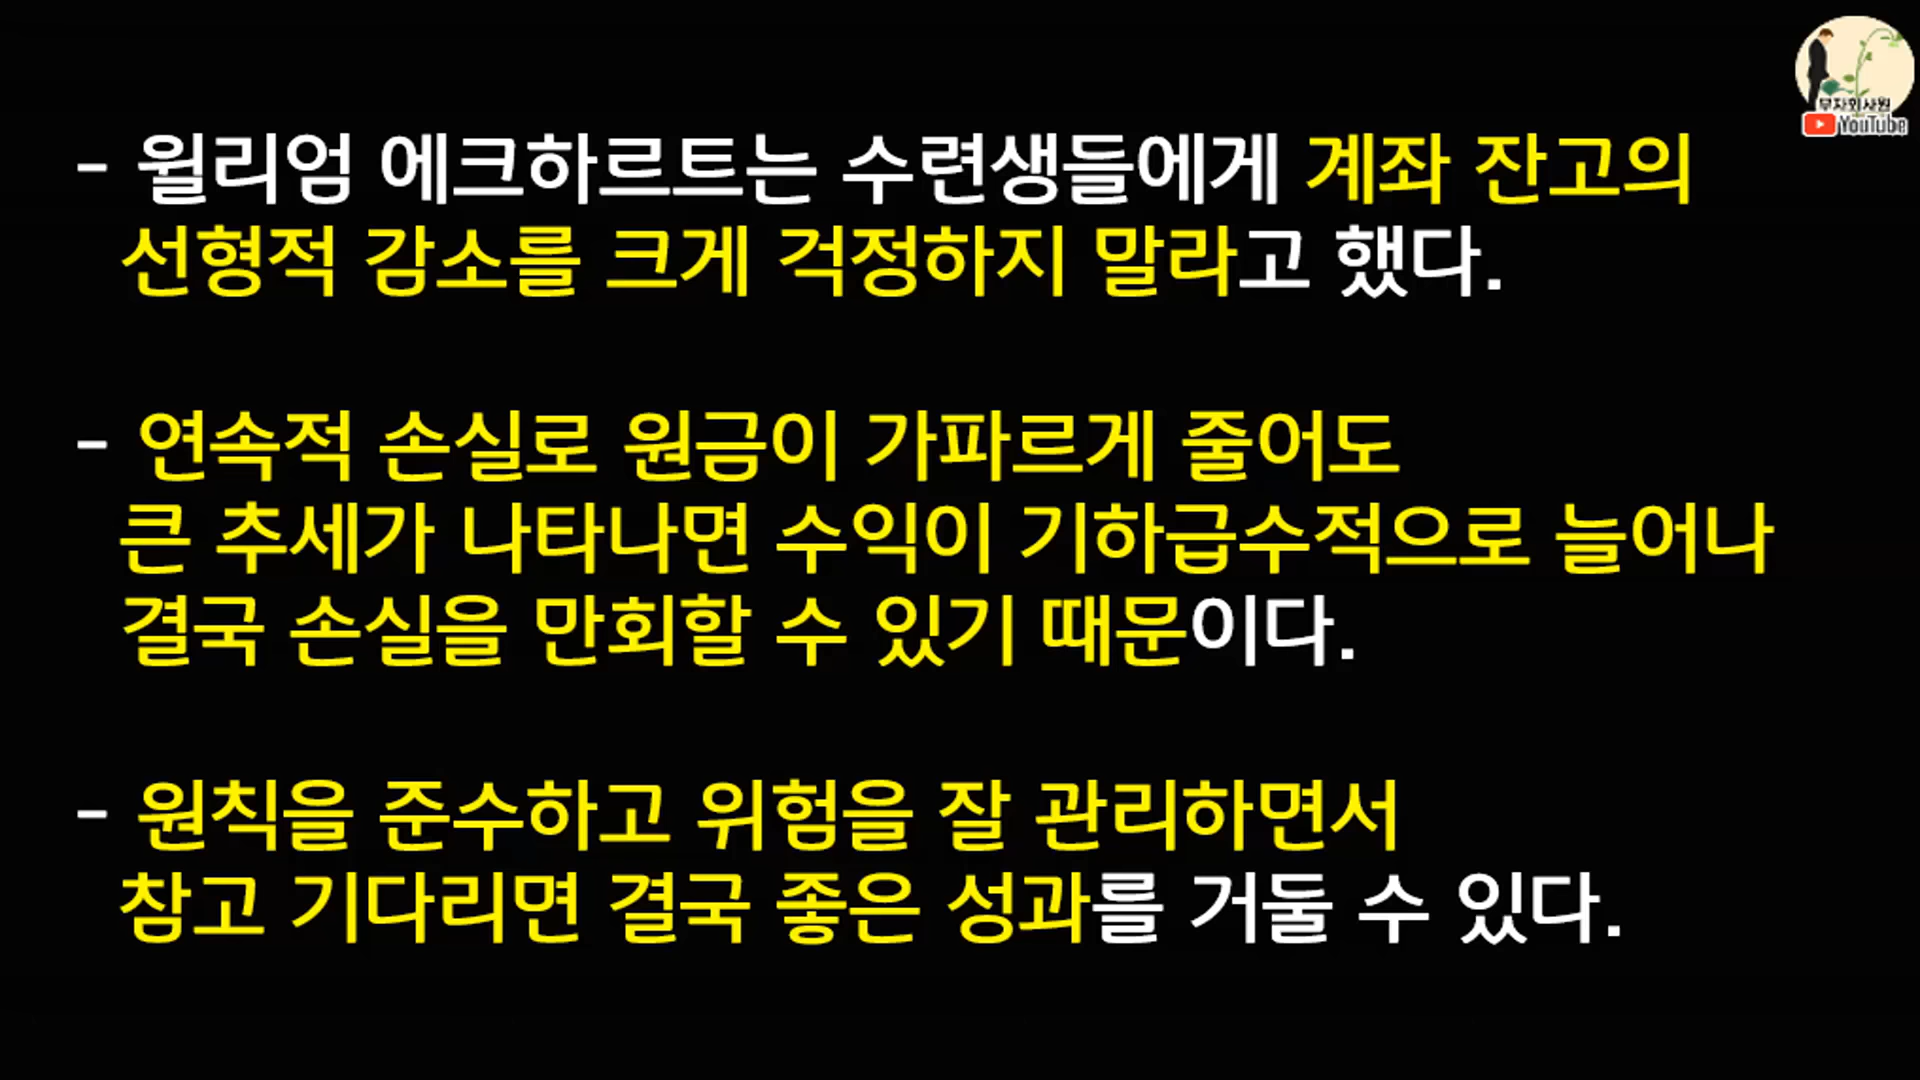 부자회사원
YouTube
- 윌리엄 에크하르트는 수련생들에게 계좌 잔고의
선형적 감소를 크게 걱정하지 말라고 했다.
- 연속적 손실로 원금이 가파르게 줄어도
큰 추세가 나타나면 수익이 기하급수적으로 늘어나
결국 손실을 만회할 수 있기 때문이다.
- 원칙을 준수하고 위험을 잘 관리하면서
참고 기다리면 결국 좋은 성과를 거둘 수 있다.